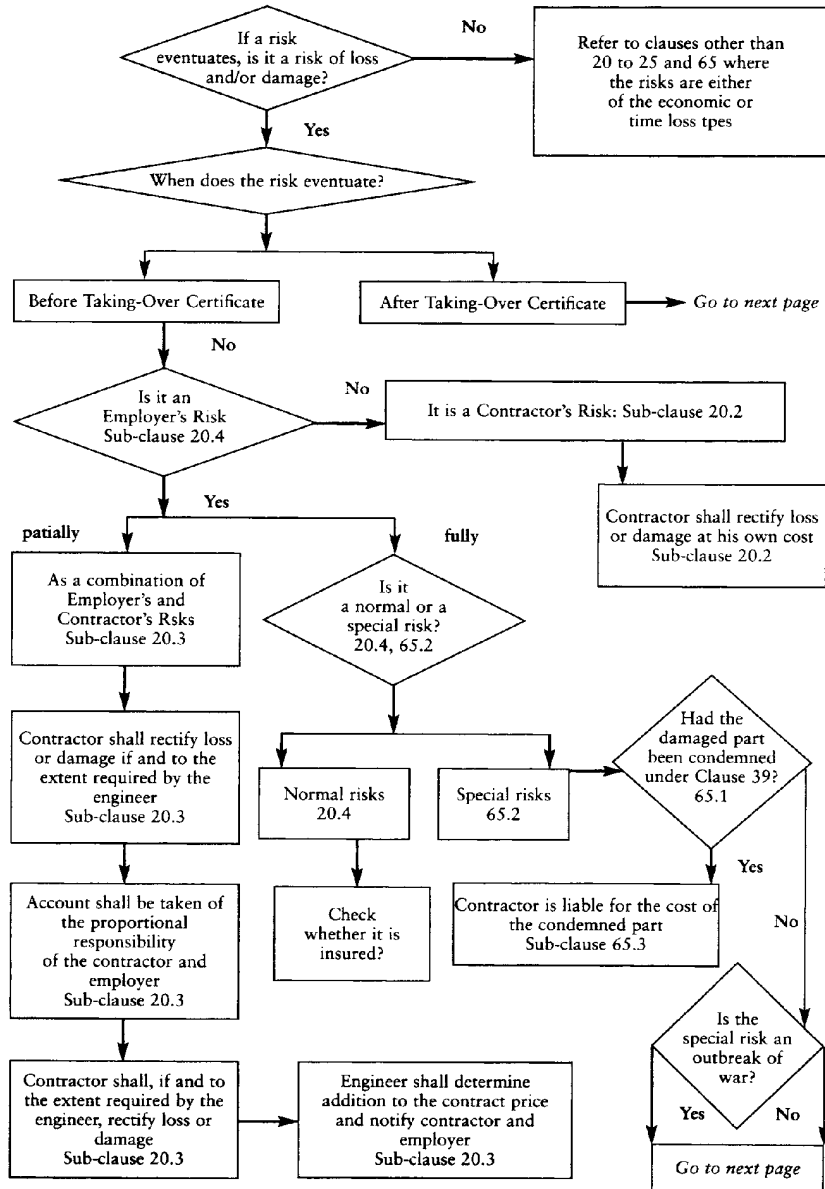 If a risk
eventuates, is it a risk of loss
and/or damage?
No
Refer to clauses other than
20 to 25 and 65 where
the risks are either
of the economic or
time loss tpes
Yes
When does the risk eventuate?
Before Taking-Over Certificate
After Taking-Over Certificate
Go to next page
No
Is it an
Employer's Risk
Sub-clause 20.4
No
It is a Contractor's Risk: Sub-clause 20.2
Contractor shall rectify loss
or damage at his own cost
Sub-clause 20.2
Yes
patially
fully
As a combination of
Employer's and
Contractor's Rsks
Sub-clause 20.3
Is it
a normal or a
special risk?
20.4, 65.2
Contractor shall rectify loss
or damage if and to the
extent required by the
engineer
Sub-clause 20.3
Normal risks
20.4
Special risks
65.2
Had the
damaged part
been condemned
under Clause 39?
65.1
Yes
No
Account shall be taken of
the proportional
responsibility
of the contractor and
employer
Sub-clause 20.3
Check
whether it is
insured?
Contractor is liable for the cost of
the condemned part
Sub-clause 65.3
Is the
special risk an
outbreak of
war?
Contractor shall, if and to
the extent required by the
engineer, rectify loss or
damage
Sub-clause 20.3
Engineer shall determine
addition to the contract price
and notify contractor and
employer
Sub-clause 20.3
Yes
No
Go to next page